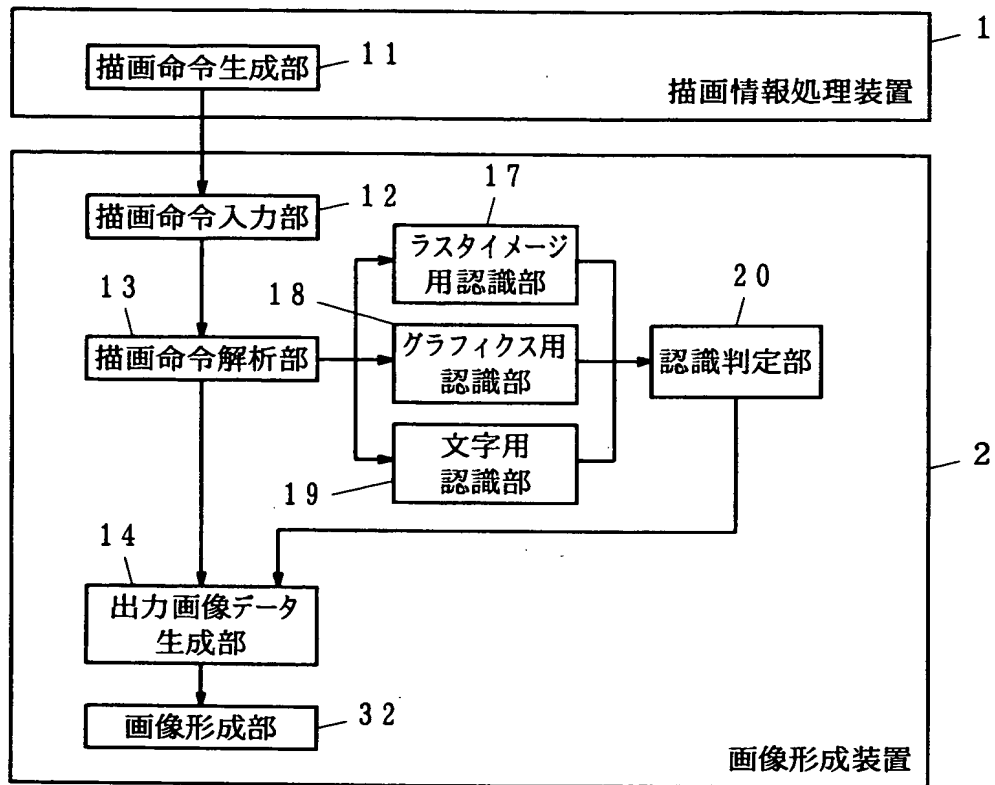 1
描画命令生成部
11
描画情報処理装置
描画命令入力部
12
17
ラスタイメージ
用認識部
13
描画命令解析部
18
グラフィクス用
認識部
20
認識判定部
文字用
認識部
19
2
14
出力画像データ
生成部
画像形成部
32
画像形成装置